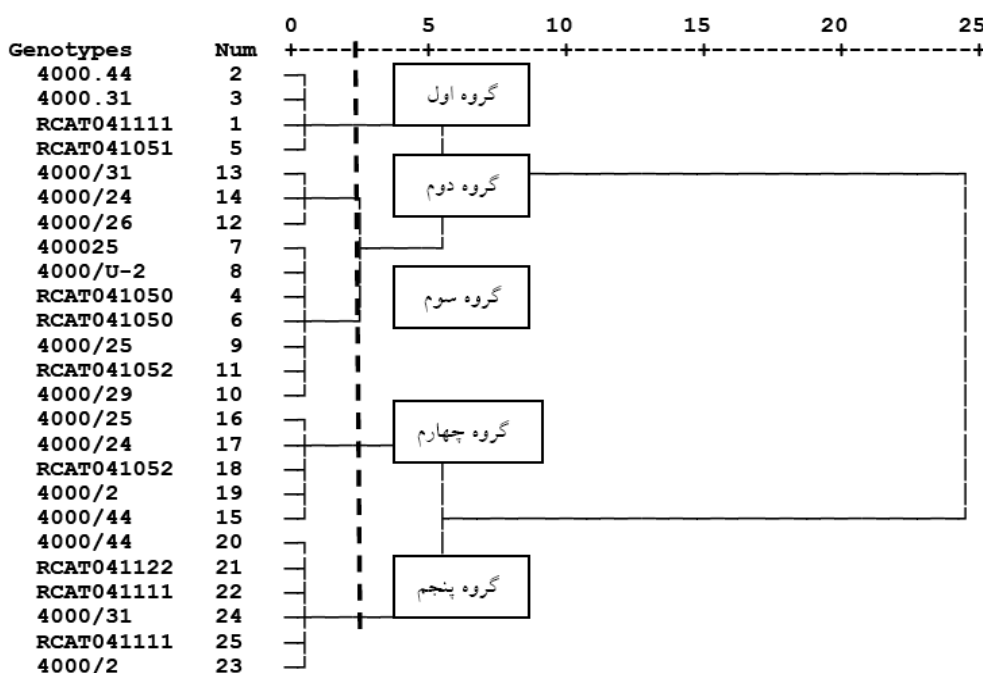 0 5 10 15 20 25
Genotypes Num +---------+---------+---------+---------+---------+
4000.44 2
4000.31 3
گروه اول
RCAT041111 1
RCAT041051 5
4000/31 13
گروه دوم
4000/24 14
4000/26 12
400025 7
4000/U-2 8
RCAT041050 4
گروه سوم
RCAT041050 6
4000/25 9
RCAT041052 11
4000/29 10
4000/25 16
گروه چهارم
4000/24 17
RCAT041052 18
4000/2 19
4000/44 15
4000/44 20
RCAT041122 21
گروه پنجم
RCAT041111 22
4000/31 24
RCAT041111 25
4000/2 23